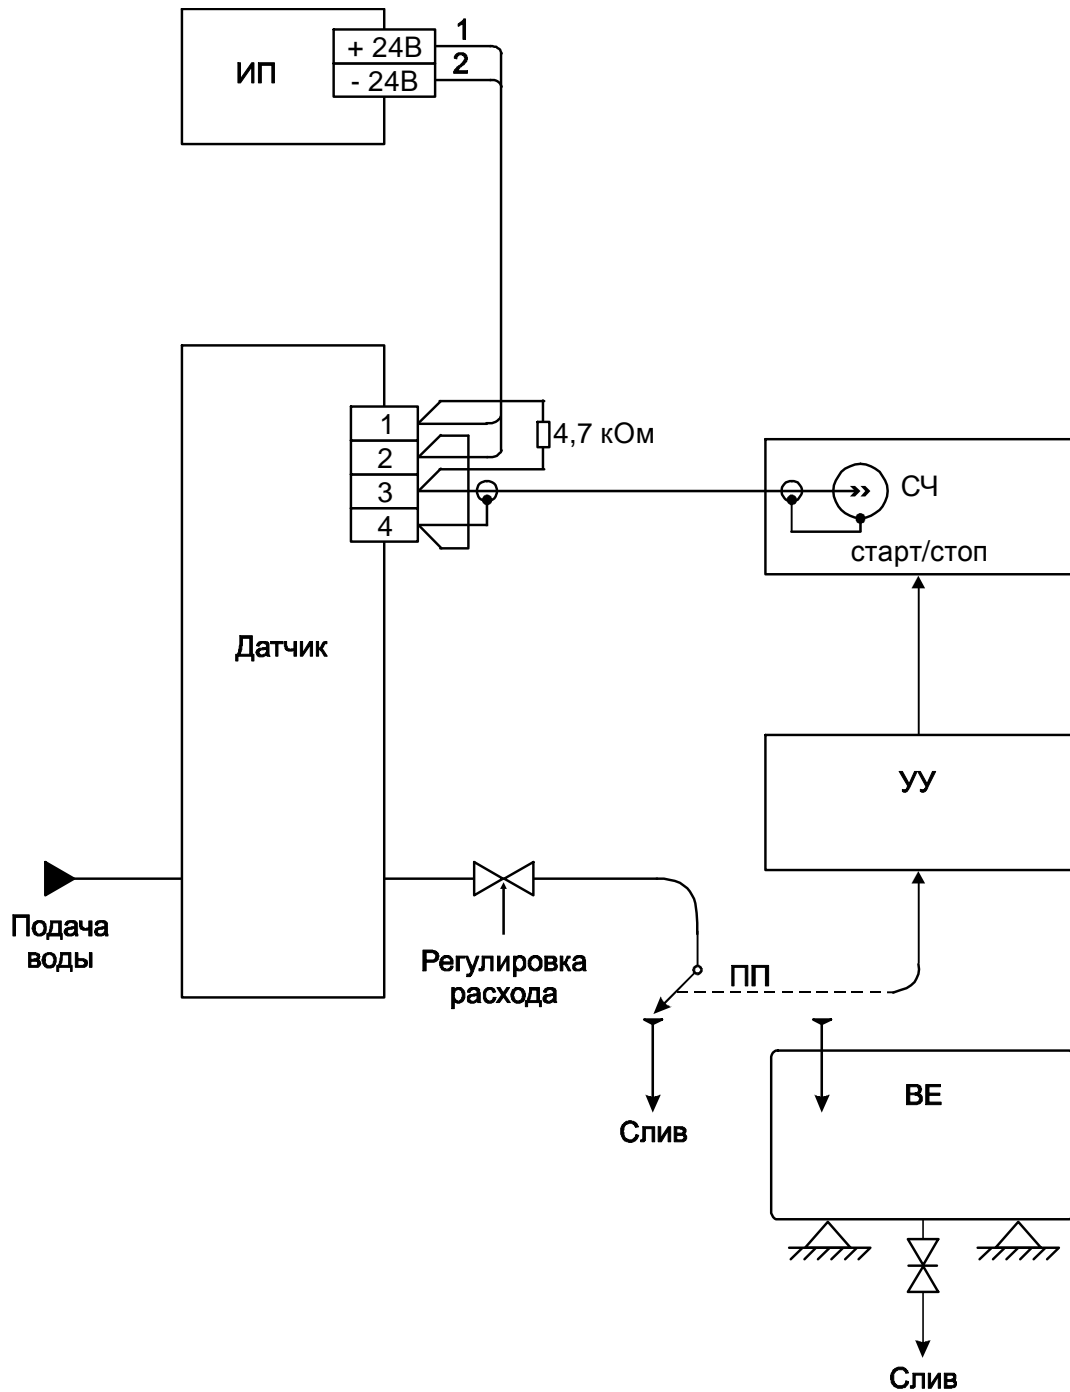 ИП
+ 24В
- 24В
1
2
1
2
3
4
4,7 кОм
СЧ
старт/стоп
Датчик
УУ
Подача
воды
Регулировка
расхода
ПП
ВЕ
Слив
Слив